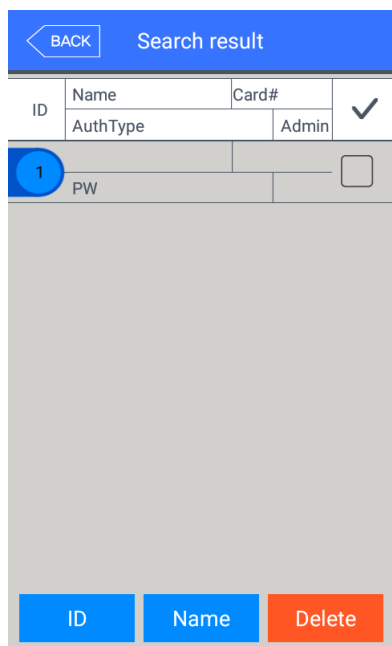 BACK Search result
ID Name Card#
AuthType Admin
1
PW
ID Name Delete